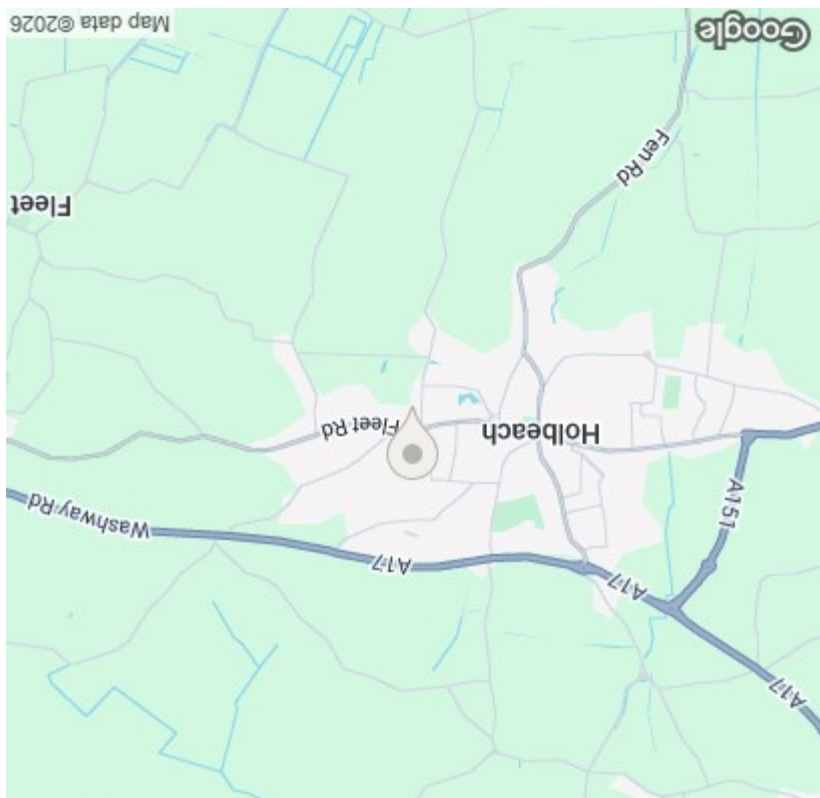 A17
A17
A17
A151
Washway Rd
Holbeach
Fleet Rd
Fleet
Fen Rd
Google
Map data ©2026